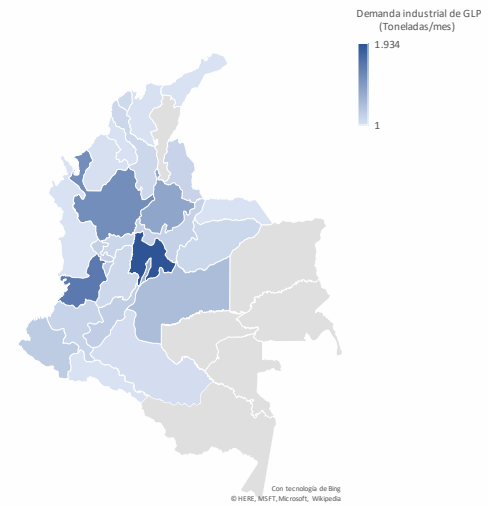 Demanda industrial de GLP
(Toneladas/mes)
1.934
1
Con tecnología de Bing
© HERE, MSFT, Microsoft, Wikipedia